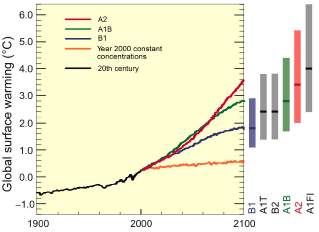 Global surface warming (°C)
6.0
5.0
4.0
3.0
2.0
1.0
0.0
−1.0
A2
A1B
B1
Year 2000 constant
concentrations
20th century
1900
2000
2100
B1
A1T
B2
A1B
A2
A1FI